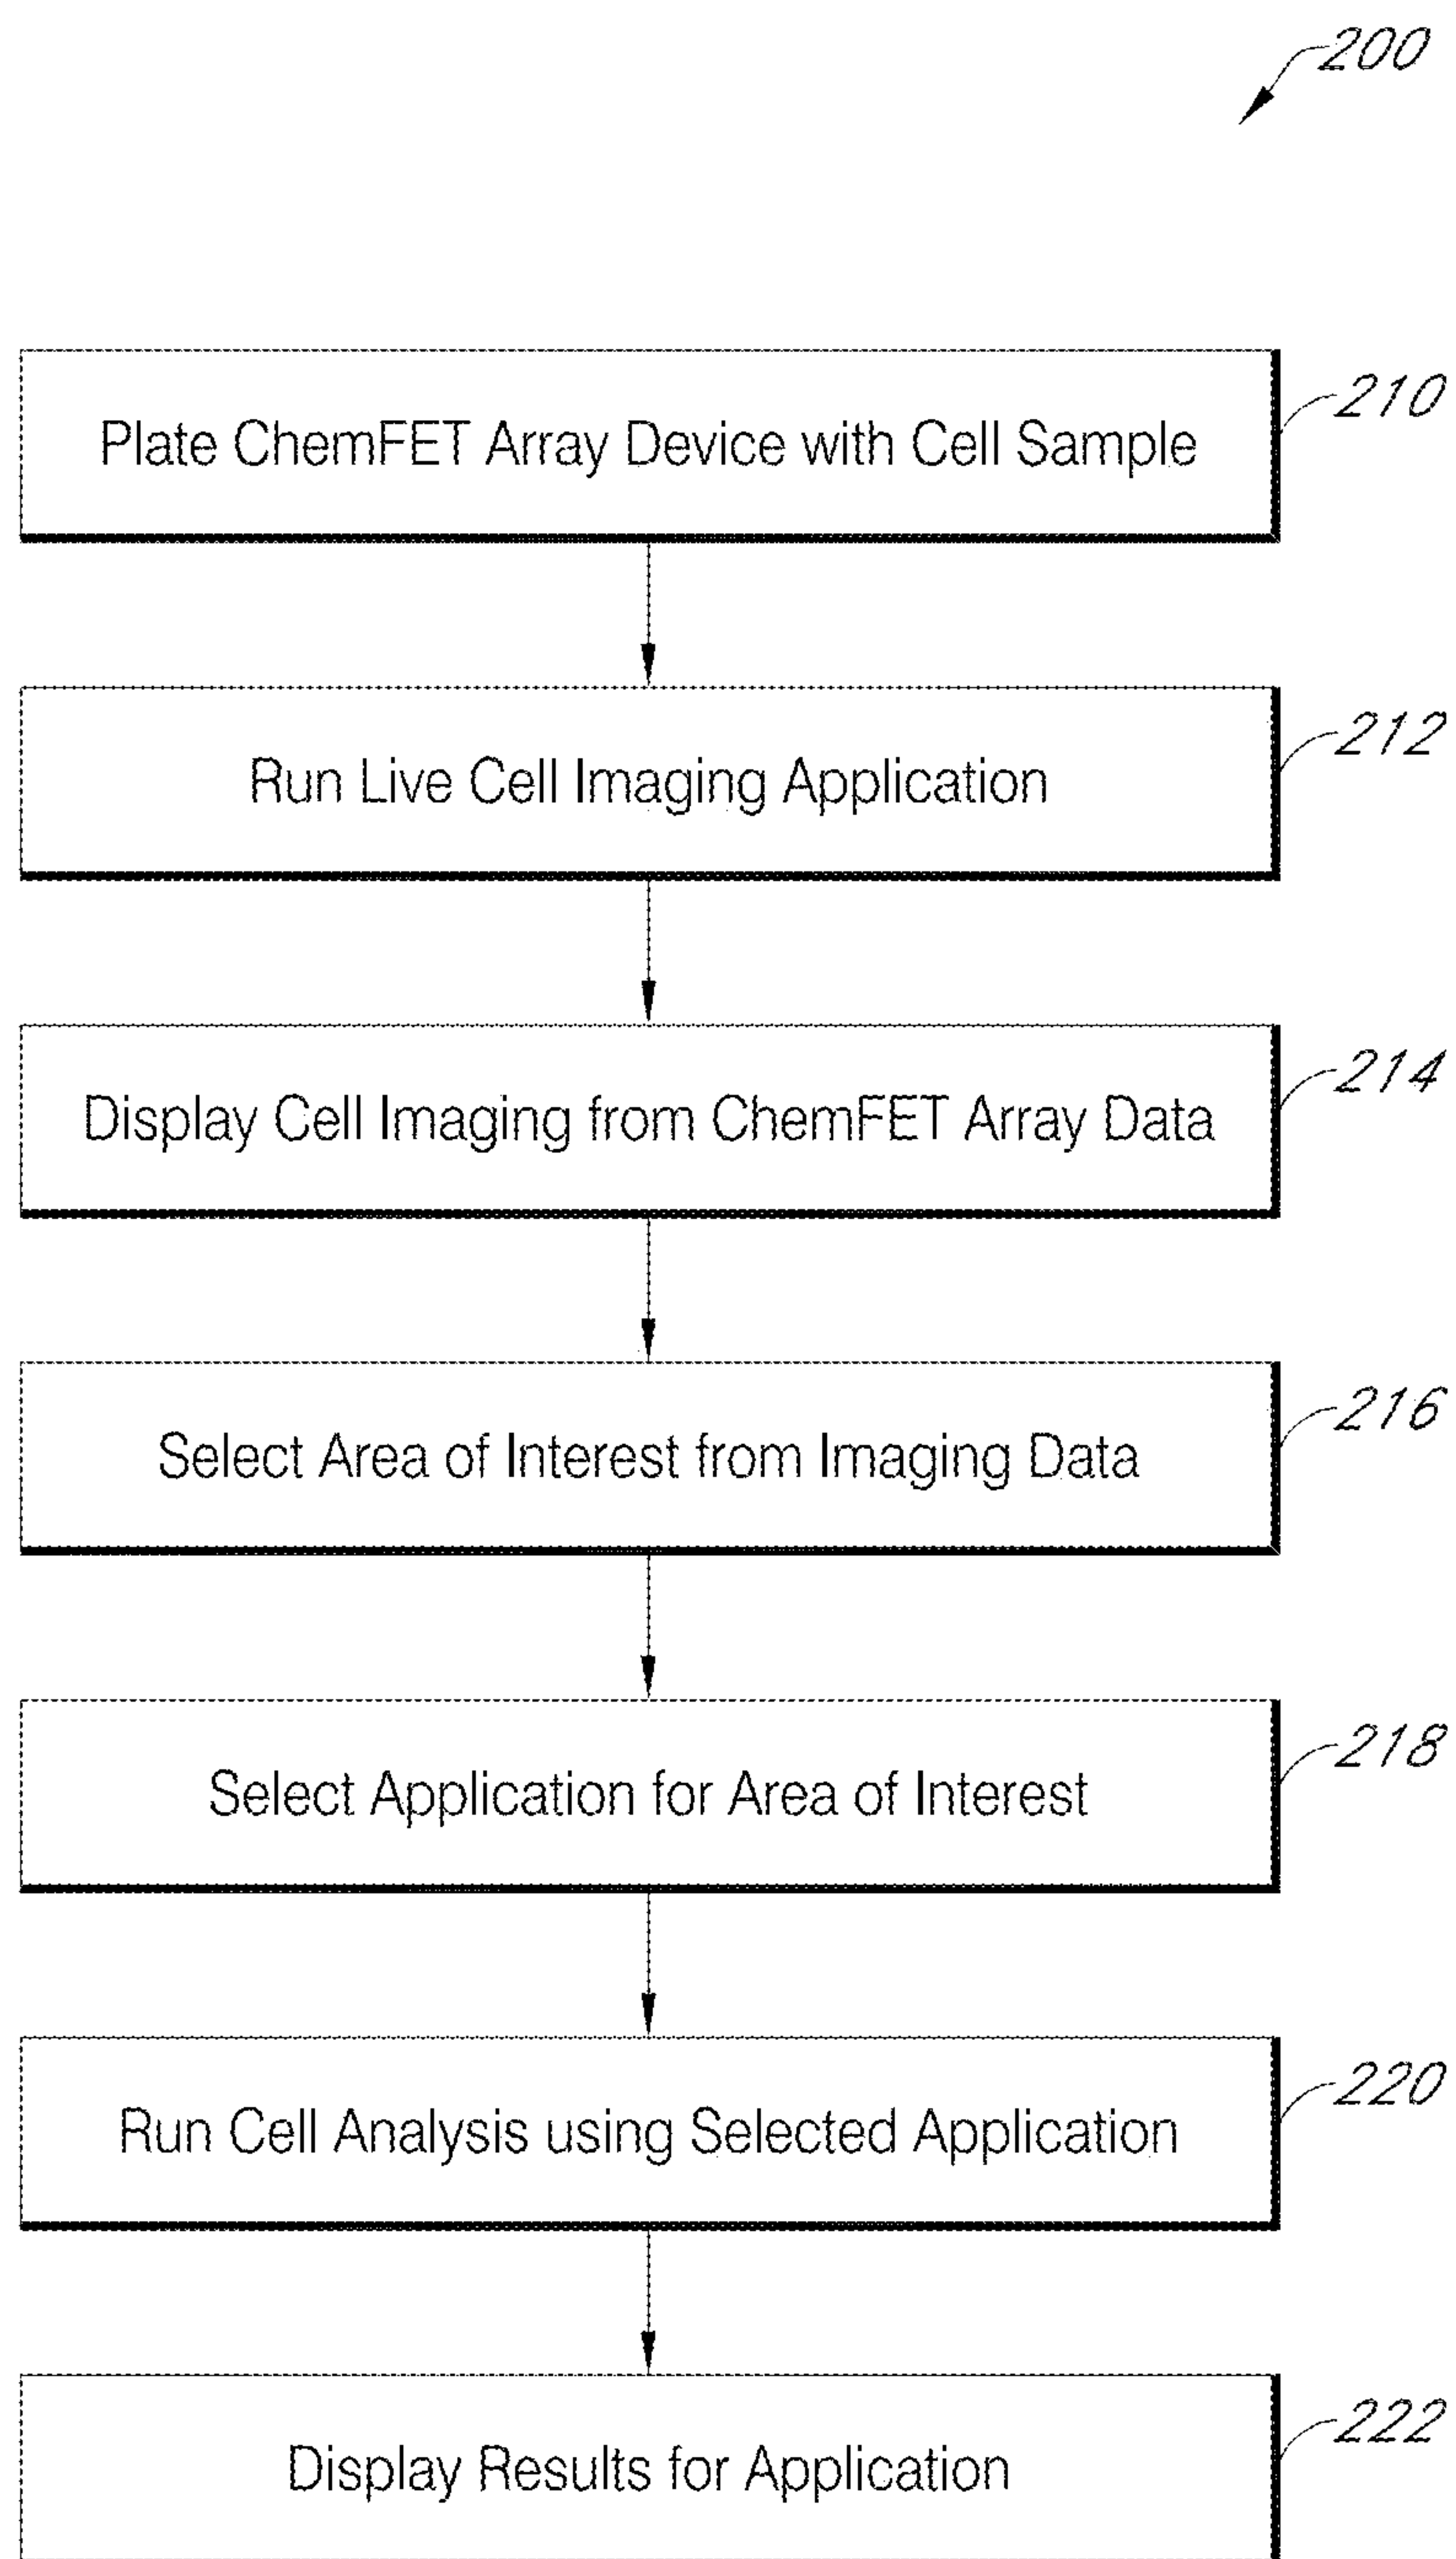 200
Plate ChemFET Array Device with Cell Sample
210
Run Live Cell Imaging Application
212
Display Cell Imaging from ChemFET Array Data
214
Select Area of Interest from Imaging Data
216
Select Application for Area of Interest
218
Run Cell Analysis using Selected Application
220
Display Results for Application
222